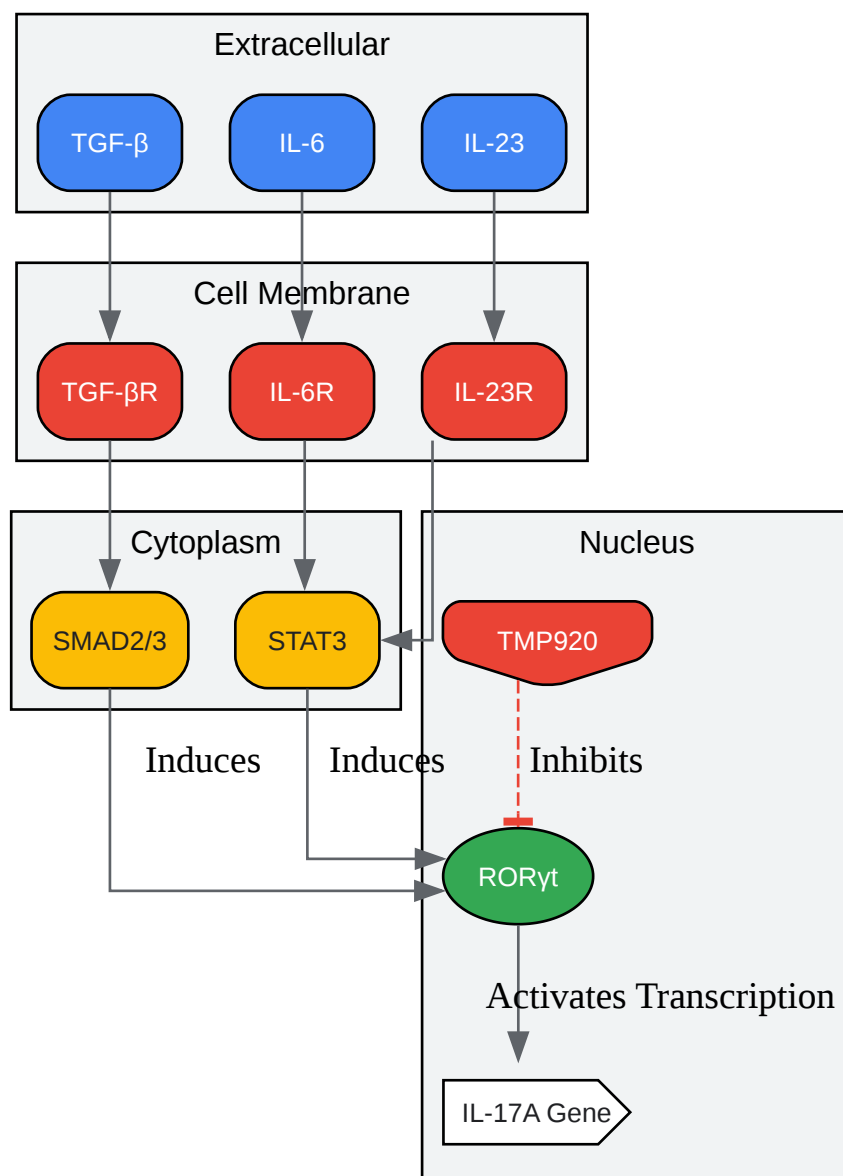 Extracellular
TGF-β
IL-6
IL-23
Cell Membrane
TGF-βR
IL-6R
IL-23R
Cytoplasm
Nucleus
SMAD2/3
STAT3
TMP920
Induces
Induces
Inhibits
RORγt
Activates Transcription
IL-17A Gene